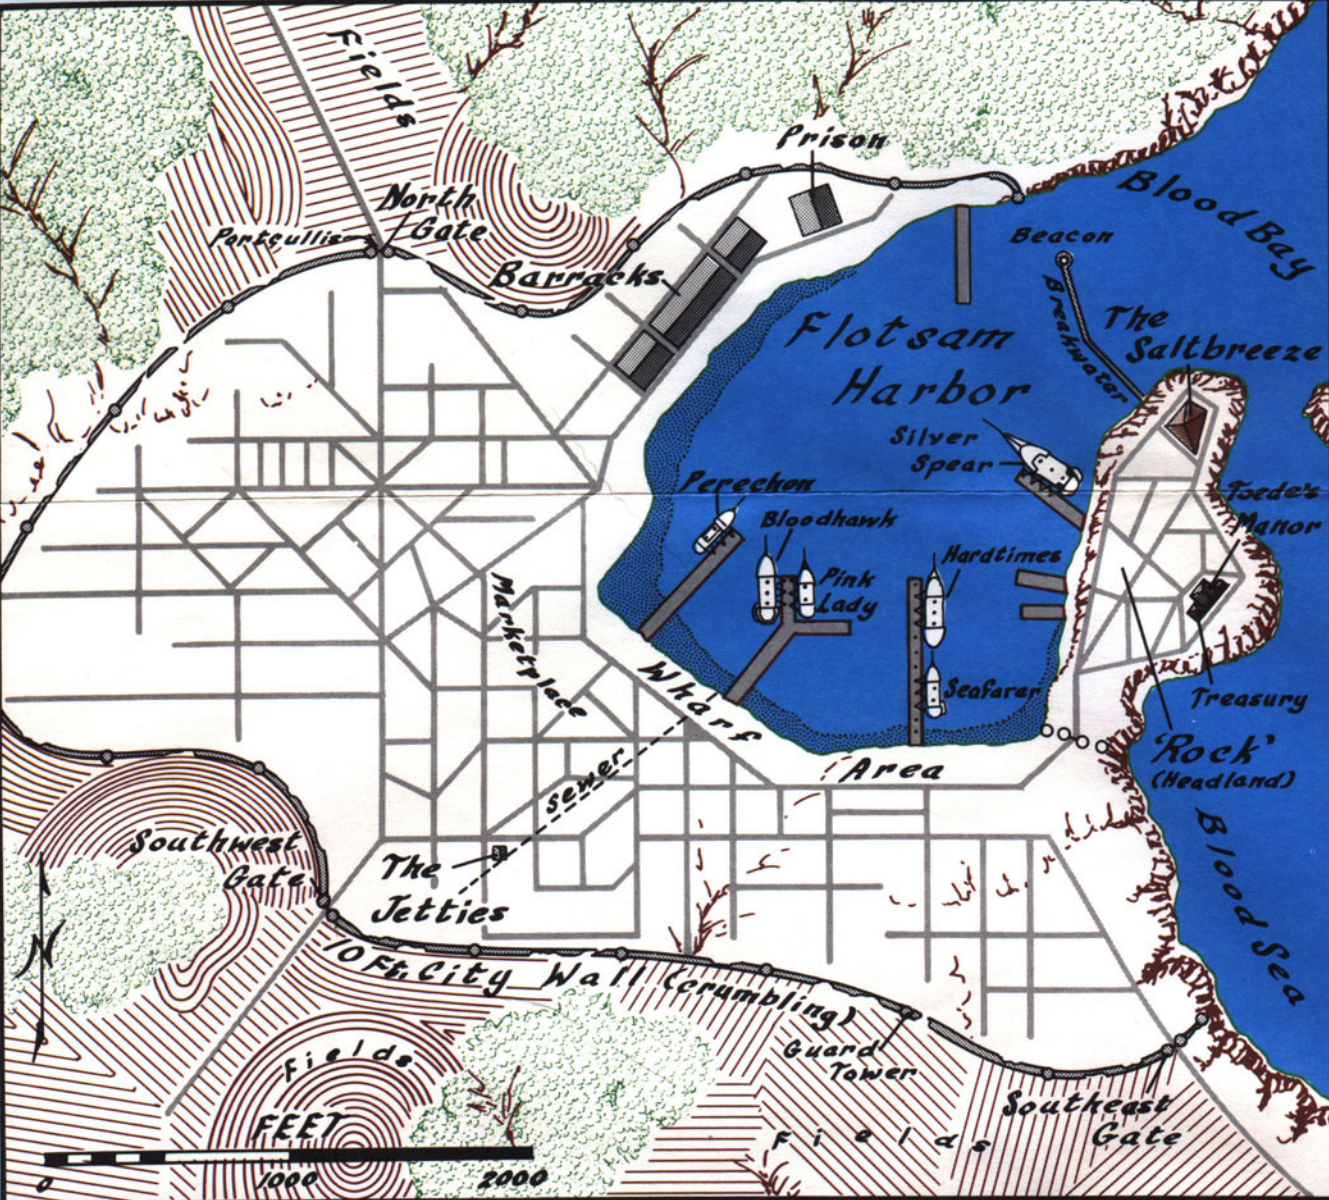 Fields
Prison
North
Gate
Portcullis
Barracks
Blood Bay
Beacon
Breakwater
The
Saltbreeze
Flotsam
Harbor
Silver
Spear
Perechon
Bloodhawk
Hardtimes
Pink
Lady
Toede's
Manor
Marketplace
Wharf
Area
Seafarer
Treasury
'Rock'
(Headland)
sewer
Southwest
Gate
The
Jetties
Blood Sea
N
10 Ft. City Wall (crumbling)
Guard
Tower
Fields
Southeast
Gate
Fields
FEET
0 1000 2000